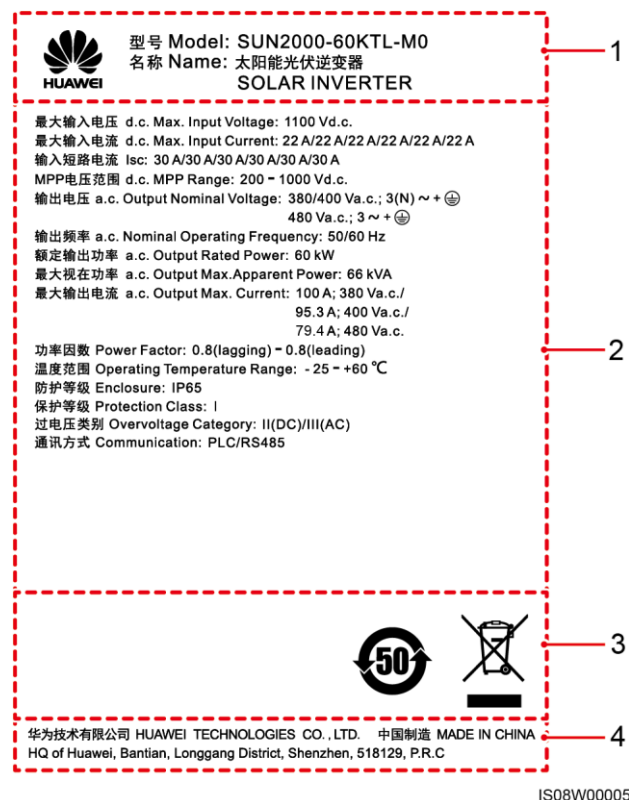 HUAWEI
型号 Model: SUN2000-60KTL-M0
名称 Name: 太阳能光伏逆变器
SOLAR INVERTER
1
最大输入电压 d.c. Max. Input Voltage: 1100 Vd.c.
最大输入电流 d.c. Max. Input Current: 22 A/22 A/22 A/22 A/22 A/22 A
输入短路电流 Isc: 30 A/30 A/30 A/30 A/30 A/30 A
MPP电压范围 d.c. MPP Range: 200 - 1000 Vd.c.
输出电压 a.c. Output Nominal Voltage: 380/400 Va.c.; 3(N) ~ + ⏚
480 Va.c.; 3 ~ + ⏚
输出频率 a.c. Nominal Operating Frequency: 50/60 Hz
额定输出功率 a.c. Output Rated Power: 60 kW
最大视在功率 a.c. Output Max.Apparent Power: 66 kVA
最大输出电流 a.c. Output Max. Current: 100 A; 380 Va.c./
95.3 A; 400 Va.c./
79.4 A; 480 Va.c.
功率因数 Power Factor: 0.8(lagging) - 0.8(leading)
温度范围 Operating Temperature Range: - 25 - +60 ℃
防护等级 Enclosure: IP65
保护等级 Protection Class: I
过电压类别 Overvoltage Category: II(DC)/III(AC)
通讯方式 Communication: PLC/RS485
2
50
3
华为技术有限公司 HUAWEI TECHNOLOGIES CO., LTD. 中国制造 MADE IN CHINA
HQ of Huawei, Bantian, Longgang District, Shenzhen, 518129, P.R.C
4
IS08W00005